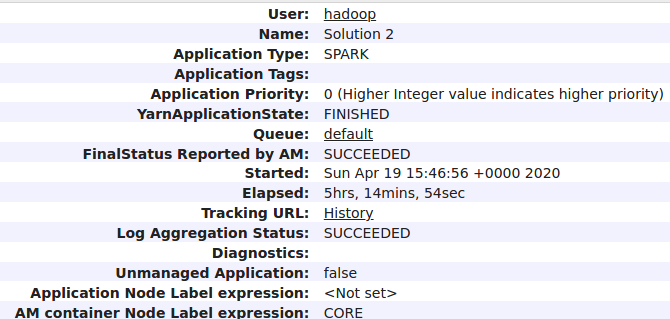 User: hadoop
Name: Solution 2
Application Type: SPARK
Application Tags:
Application Priority: 0 (Higher Integer value indicates higher priority)
YarnApplicationState: FINISHED
Queue: default
FinalStatus Reported by AM: SUCCEEDED
Started: Sun Apr 19 15:46:56 +0000 2020
Elapsed: 5hrs, 14mins, 54sec
Tracking URL: History
Log Aggregation Status: SUCCEEDED
Diagnostics:
Unmanaged Application: false
Application Node Label expression: <Not set>
AM container Node Label expression: CORE